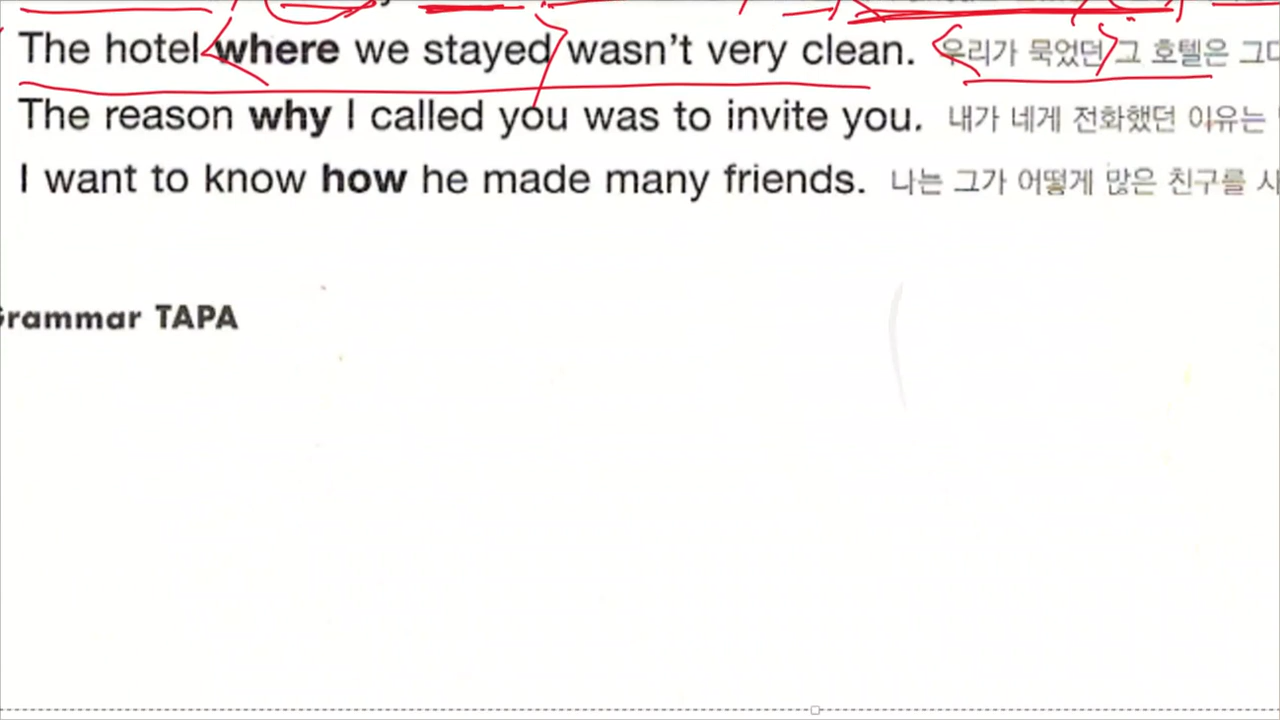 The hotel where we stayed wasn't very clean. 우리가 묵었던 그 호텔은
The reason why I called you was to invite you. 내가 네게 전화했던 이유는
I want to know how he made many friends. 나는 그가 어떻게 많은 친구를
Grammar TAPA